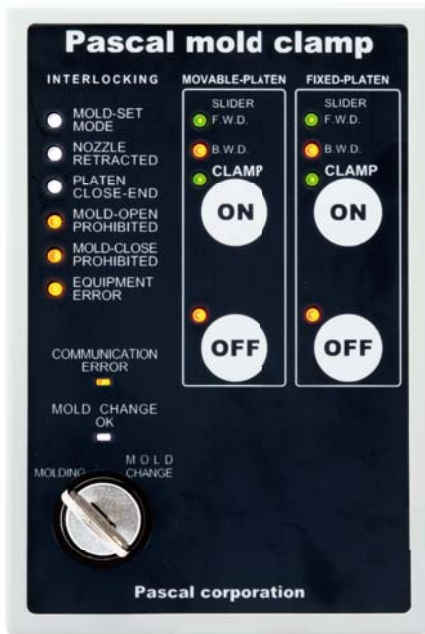 Pascal mold clamp
INTERLOCKING
MOLD-SET
MODE
NOZZLE
RETRACTED
PLATEN
CLOSE-END
MOLD-OPEN
PROHIBITED
MOLD-CLOSE
PROHIBITED
EQUIPMENT
ERROR
COMMUNICATION
ERROR
MOLD CHANGE
OK
MOLDING
MOLD
CHANGE
MOVABLE-PLATEN
SLIDER
F.W.D.
B.W.D.
CLAMP
ON
OFF
FIXED-PLATEN
SLIDER
F.W.D.
B.W.D.
CLAMP
ON
OFF
Pascal corporation